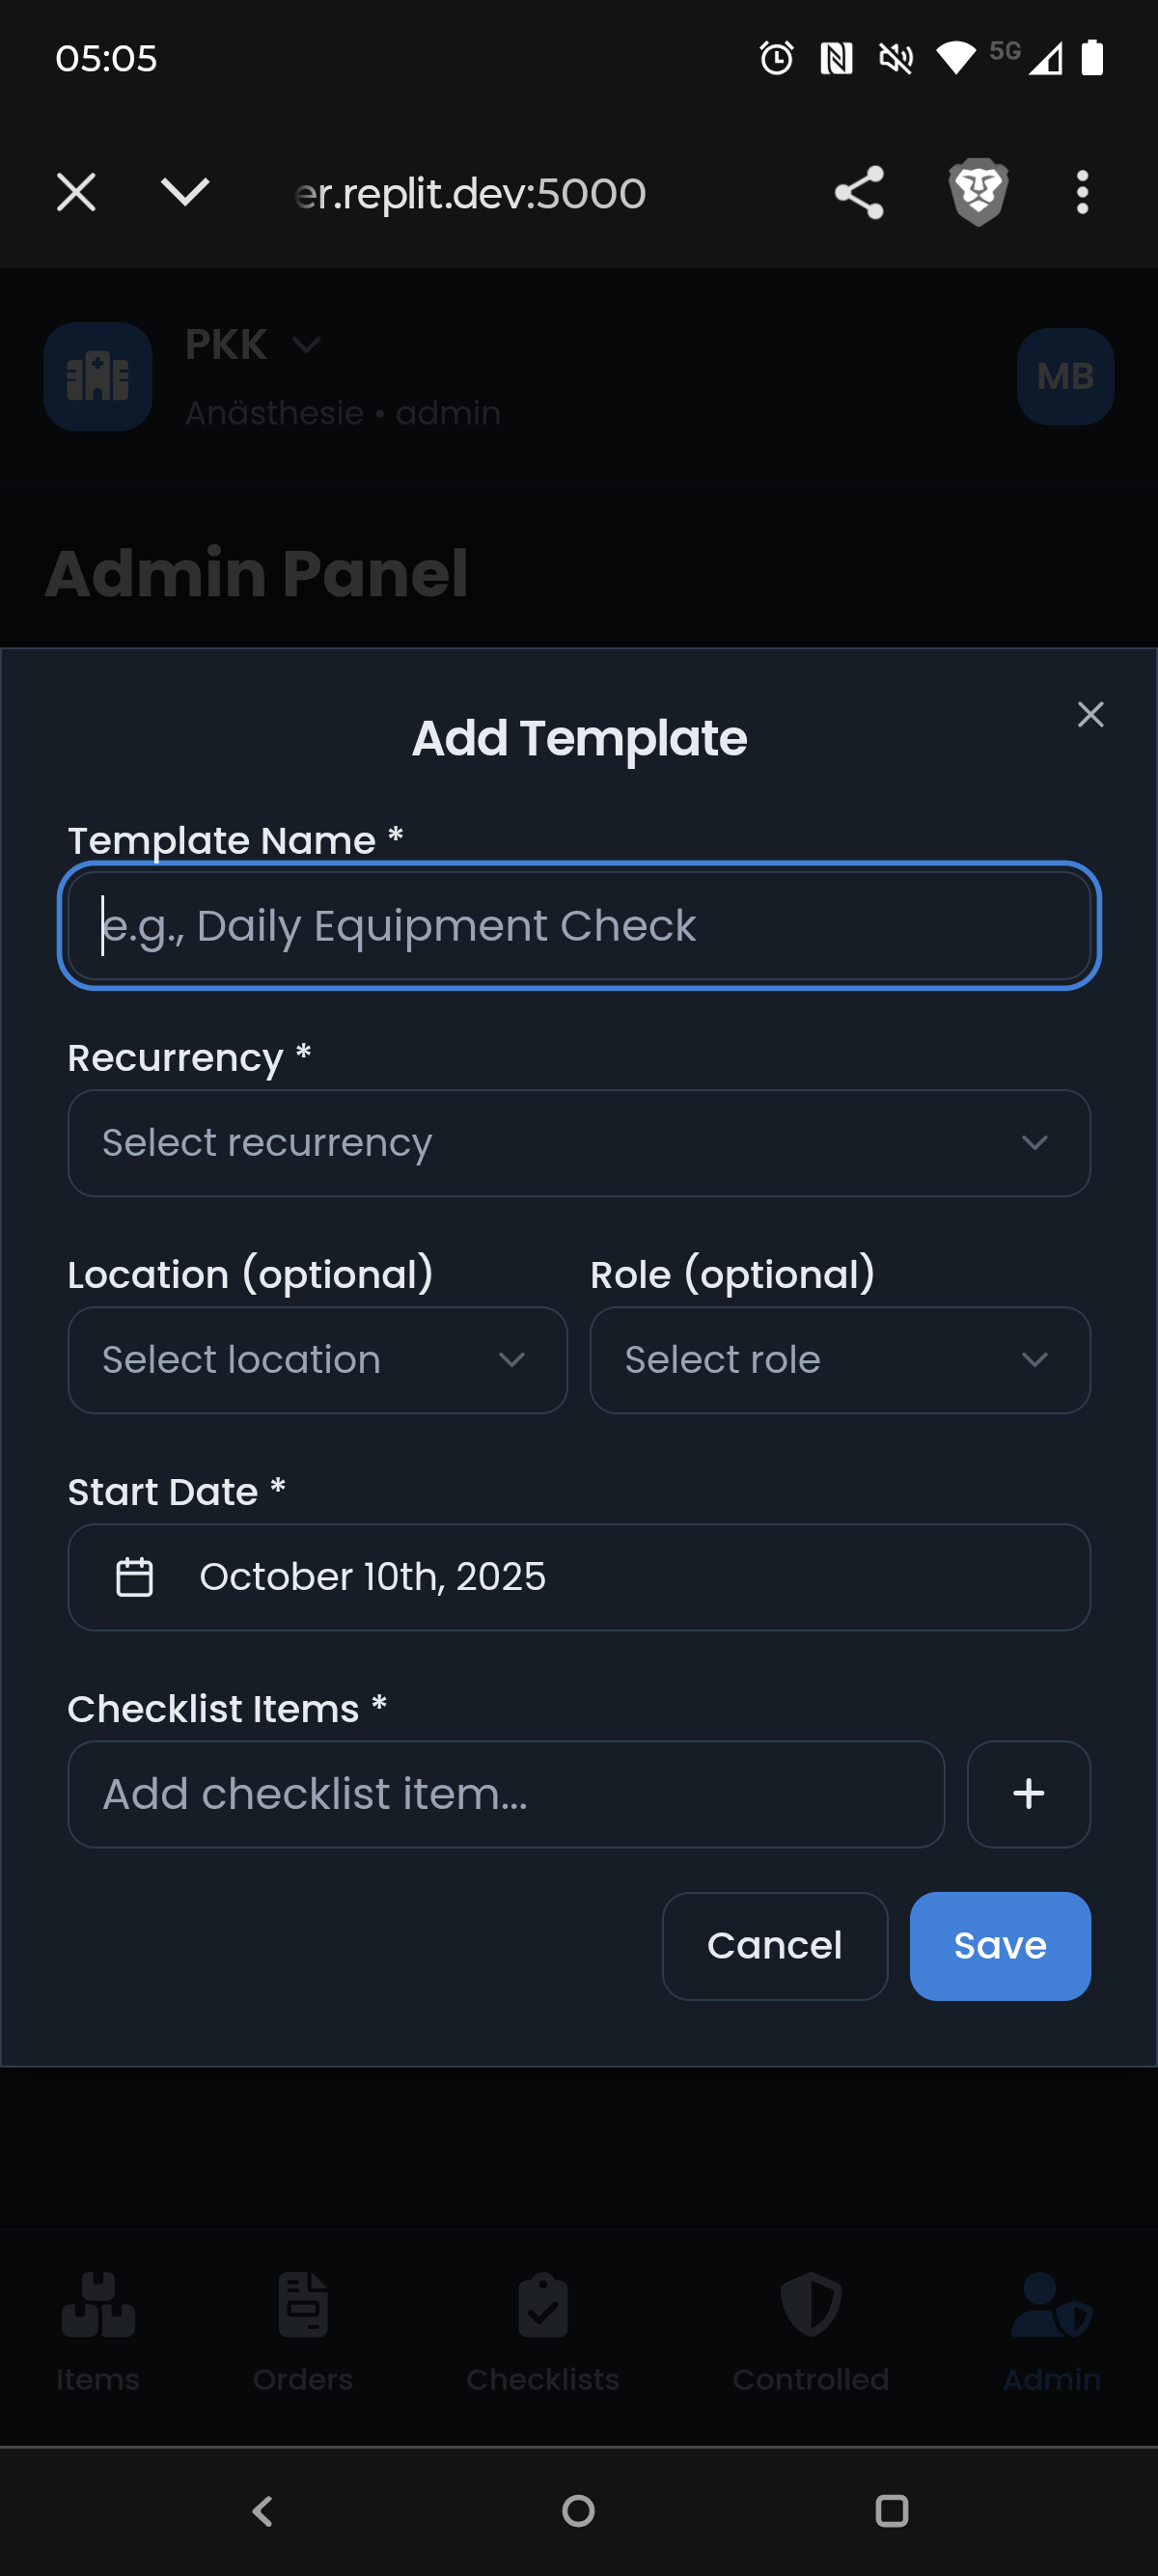 05:05
5G
er.replit.dev:5000
PKK
Anästhesie • admin
MB
Admin Panel
Add Template
Template Name *
e.g., Daily Equipment Check
Recurrency *
Select recurrency
Location (optional) Role (optional)
Select location Select role
Start Date *
October 10th, 2025
Checklist Items *
Add checklist item...
Cancel Save
Items Orders Checklists Controlled Admin